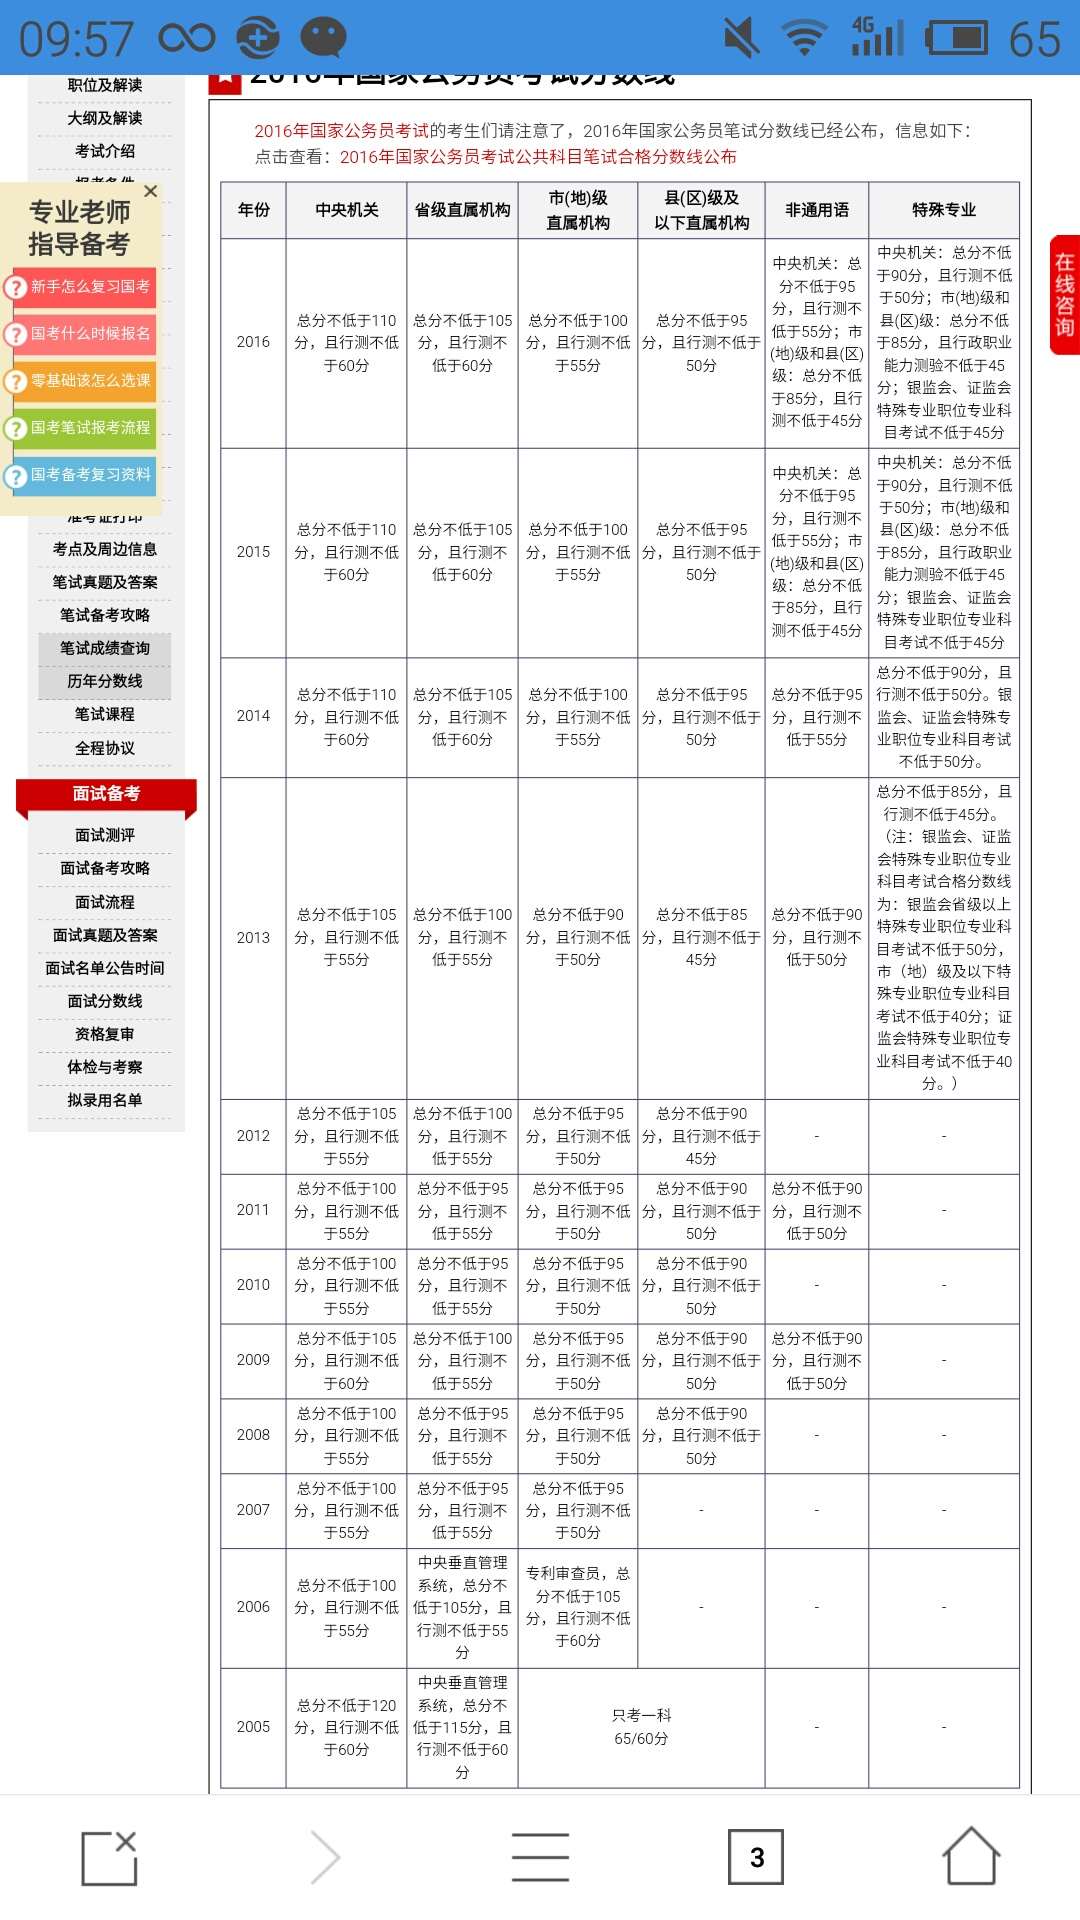 09:57
4G
65
2016年国家公务员考试分数线
职位及解读
大纲及解读
考试介绍
报考条件
专业老师
指导备考
新手怎么复习国考
国考什么时候报名
零基础该怎么选课
国考笔试报考流程
国考备考复习资料
准考证打印
考点及周边信息
笔试真题及答案
笔试备考攻略
笔试成绩查询
历年分数线
笔试课程
全程协议
面试备考
面试测评
面试备考攻略
面试流程
面试真题及答案
面试名单公告时间
面试分数线
资格复审
体检与考察
拟录用名单
在线咨询
2016年国家公务员考试的考生们请注意了，2016年国家公务员笔试分数线已经公布，信息如下：
点击查看：2016年国家公务员考试公共科目笔试合格分数线公布
年份
中央机关
省级直属机构
市(地)级
直属机构
县(区)级及
以下直属机构
非通用语
特殊专业
2016
总分不低于110
分，且行测不低
于60分
总分不低于105
分，且行测不
低于60分
总分不低于100
分，且行测不低
于55分
总分不低于95
分，且行测不低于
50分
中央机关：总
分不低于95
分，且行测不
低于55分；市
(地)级和县(区)
级：总分不低
于85分，且行
测不低于45分
中央机关：总分不低
于90分，且行测不低
于50分；市(地)级和
县(区)级：总分不低
于85分，且行政职业
能力测验不低于45
分；银监会、证监会
特殊专业职位专业科
目考试不低于45分
2015
总分不低于110
分，且行测不低
于60分
总分不低于105
分，且行测不
低于60分
总分不低于100
分，且行测不低
于55分
总分不低于95
分，且行测不低于
50分
中央机关：总
分不低于95
分，且行测不
低于55分；市
(地)级和县(区)
级：总分不低
于85分，且行
测不低于45分
中央机关：总分不低
于90分，且行测不低
于50分；市(地)级和
县(区)级：总分不低
于85分，且行政职业
能力测验不低于45
分；银监会、证监会
特殊专业职位专业科
目考试不低于45分
2014
总分不低于110
分，且行测不低
于60分
总分不低于105
分，且行测不
低于60分
总分不低于100
分，且行测不低
于55分
总分不低于95
分，且行测不低于
50分
总分不低于95
分，且行测不
低于55分
总分不低于90分，且
行测不低于50分。银
监会、证监会特殊专
业职位专业科目考试
不低于50分。
2013
总分不低于105
分，且行测不低
于55分
总分不低于100
分，且行测不
低于55分
总分不低于90
分，且行测不低
于50分
总分不低于85
分，且行测不低于
45分
总分不低于90
分，且行测不
低于50分
总分不低于85分，且
行测不低于45分。
（注：银监会、证监
会特殊专业职位专业
科目考试合格分数线
为：银监会省级以上
特殊专业职位专业科
目考试不低于50分，
市（地）级及以下特
殊专业职位专业科目
考试不低于40分；证
监会特殊专业职位专
业科目考试不低于40
分。）
2012
总分不低于105
分，且行测不低
于55分
总分不低于100
分，且行测不
低于55分
总分不低于95
分，且行测不低
于50分
总分不低于90
分，且行测不低于
45分
-
-
2011
总分不低于100
分，且行测不低
于55分
总分不低于95
分，且行测不
低于55分
总分不低于95
分，且行测不低
于50分
总分不低于90
分，且行测不低于
50分
总分不低于90
分，且行测不
低于50分
-
2010
总分不低于100
分，且行测不低
于55分
总分不低于95
分，且行测不
低于55分
总分不低于95
分，且行测不低
于50分
总分不低于90
分，且行测不低于
50分
-
-
2009
总分不低于105
分，且行测不低
于60分
总分不低于100
分，且行测不
低于55分
总分不低于95
分，且行测不低
于50分
总分不低于90
分，且行测不低于
50分
总分不低于90
分，且行测不
低于50分
-
2008
总分不低于100
分，且行测不低
于55分
总分不低于95
分，且行测不
低于55分
总分不低于95
分，且行测不低
于50分
总分不低于90
分，且行测不低于
50分
-
-
2007
总分不低于100
分，且行测不低
于55分
总分不低于95
分，且行测不
低于55分
总分不低于95
分，且行测不低
于50分
-
-
-
2006
总分不低于100
分，且行测不低
于55分
中央垂直管理
系统，总分不
低于105分，且
行测不低于55
分
专利审查员，总
分不低于105
分，且行测不低
于60分
-
-
-
2005
总分不低于120
分，且行测不低
于60分
中央垂直管理
系统，总分不
低于115分，且
行测不低于60
分
只考一科
65/60分
-
-
3